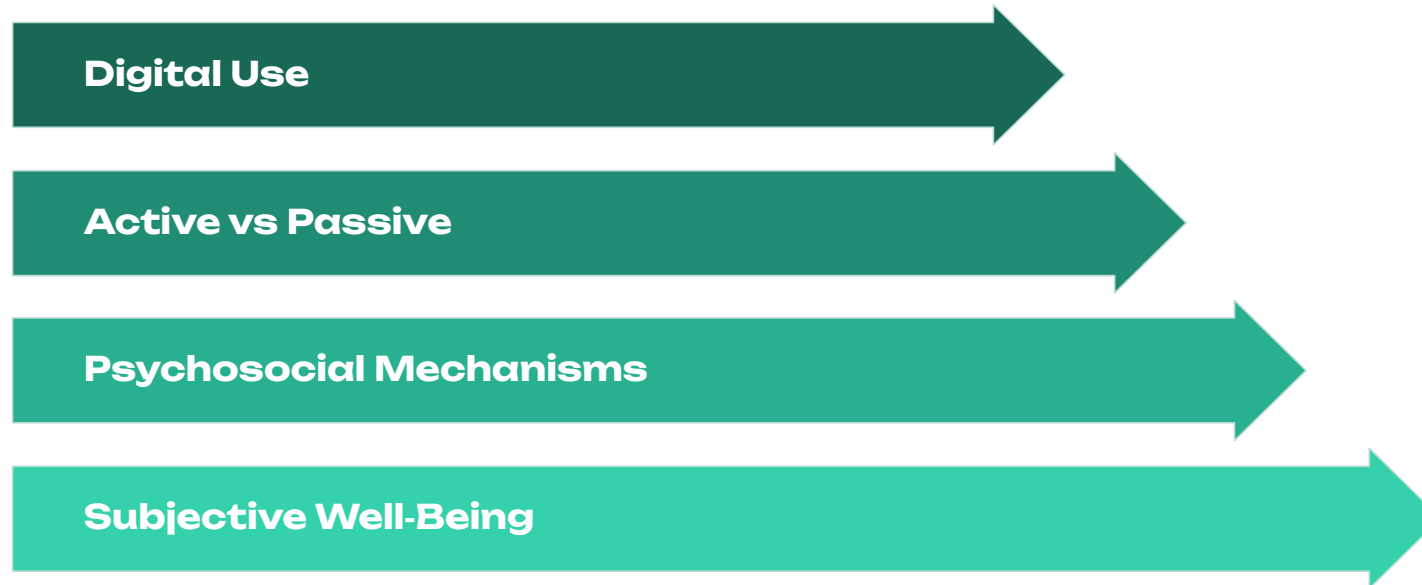 Digital Use
Active vs Passive
Psychosocial Mechanisms
Subjective Well-Being